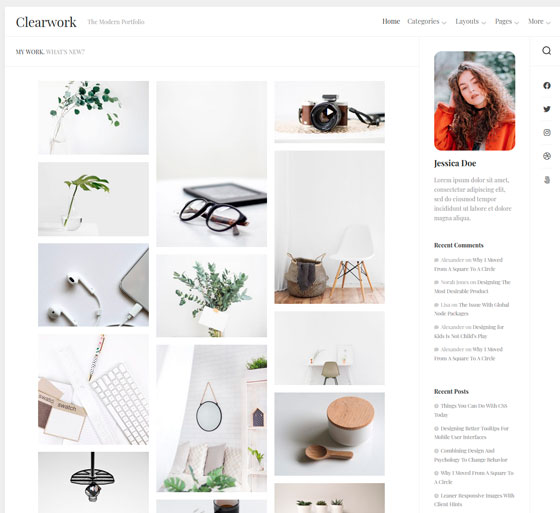 Clearwork
The Modern Portfolio
Home Categories Layouts Pages More
MY WORK. WHAT'S NEW?
swatch
swatch
Jessica Doe
Lorem ipsum dolor sit amet,
consectetur adipiscing elit,
sed do eiusmod tempor
incididunt ut labore et dolore
magna aliqua.
Recent Comments
Alexander on Why I Moved
From A Square To A Circle
Norah Jones on Designing The
Most Desirable Product
Lisa on The Issue With Global
Node Packages
Alexander on Designing for
Kids Is Not Child's Play
Alexander on Why I Moved
From A Square To A Circle
Recent Posts
Things You Can Do With CSS
Today
Designing Better Tooltips For
Mobile User Interfaces
Combining Design And
Psychology To Change Behavior
Why I Moved From A Square To
A Circle
Leaner Responsive Images With
Client Hints